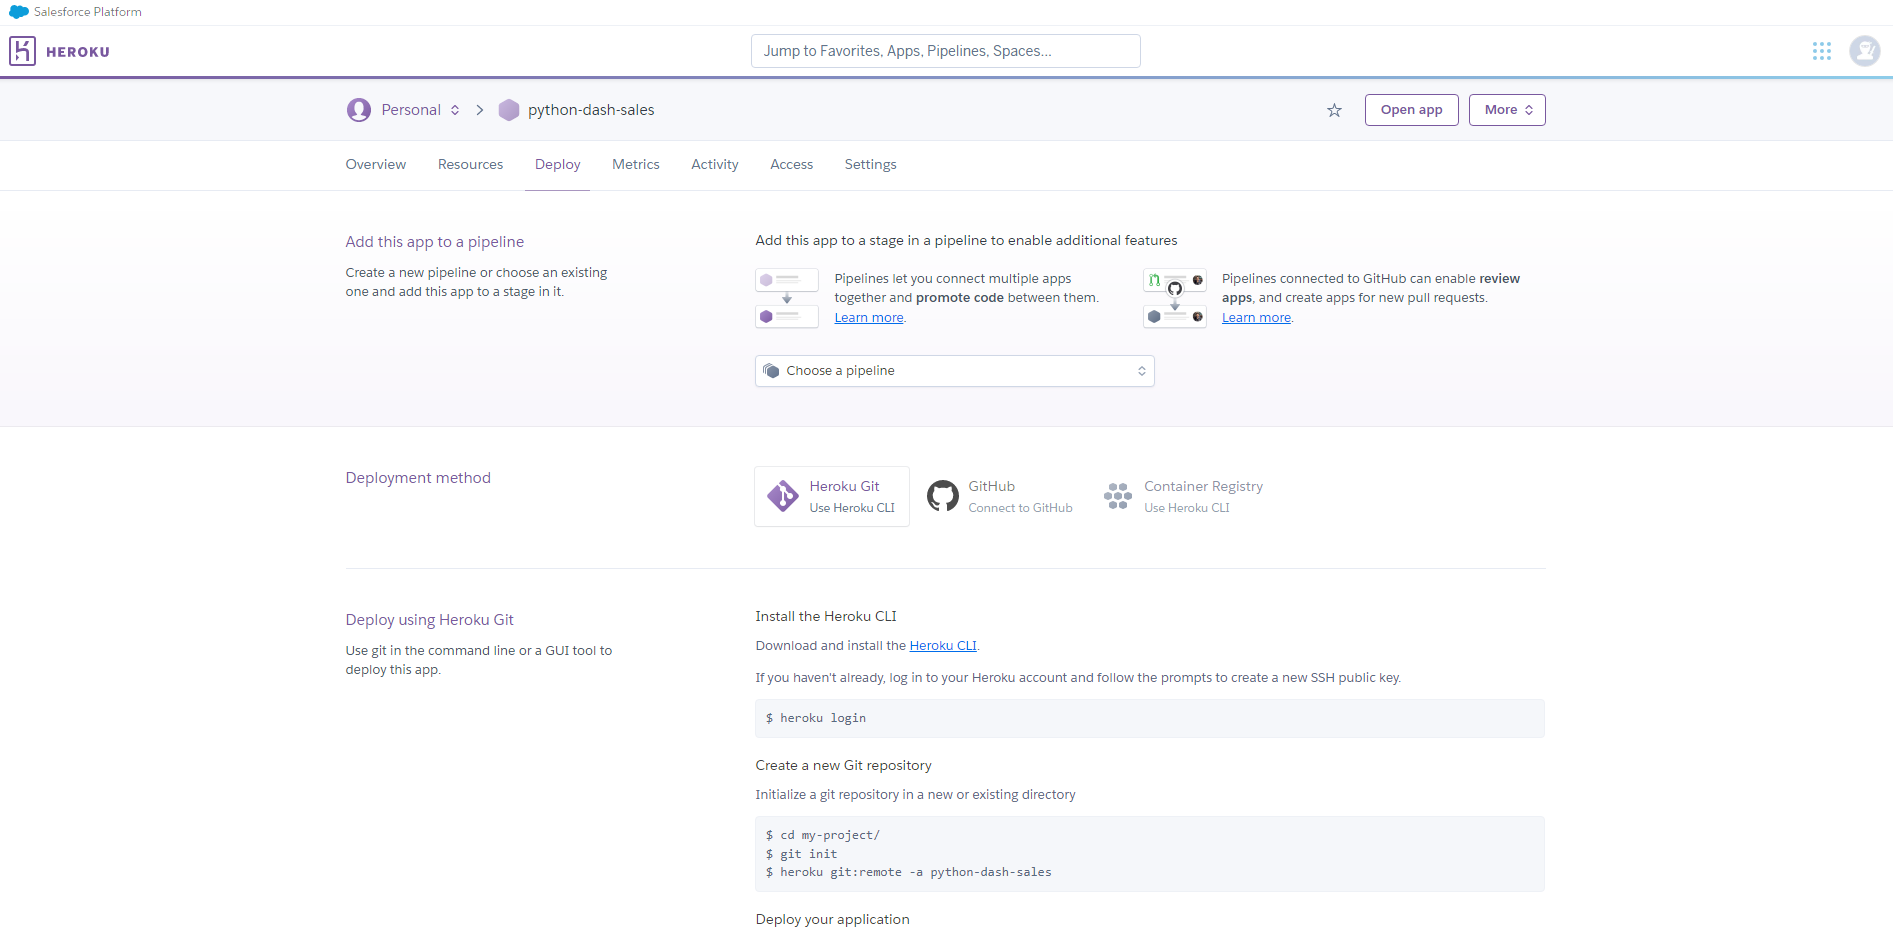 Salesforce Platform
HEROKU
Jump to Favorites, Apps, Pipelines, Spaces...
Personal
python-dash-sales
Open app
More
Overview
Resources
Deploy
Metrics
Activity
Access
Settings
Add this app to a pipeline
Create a new pipeline or choose an existing
one and add this app to a stage in it.
Add this app to a stage in a pipeline to enable additional features
Pipelines let you connect multiple apps
together and promote code between them.
Learn more.
Pipelines connected to GitHub can enable review
apps, and create apps for new pull requests.
Learn more.
Choose a pipeline
Deployment method
Heroku Git
Use Heroku CLI
GitHub
Connect to GitHub
Container Registry
Use Heroku CLI
Deploy using Heroku Git
Use git in the command line or a GUI tool to
deploy this app.
Install the Heroku CLI
Download and install the Heroku CLI.
If you haven't already, log in to your Heroku account and follow the prompts to create a new SSH public key.
$ heroku login
Create a new Git repository
Initialize a git repository in a new or existing directory
$ cd my-project/
$ git init
$ heroku git:remote -a python-dash-sales
Deploy your application